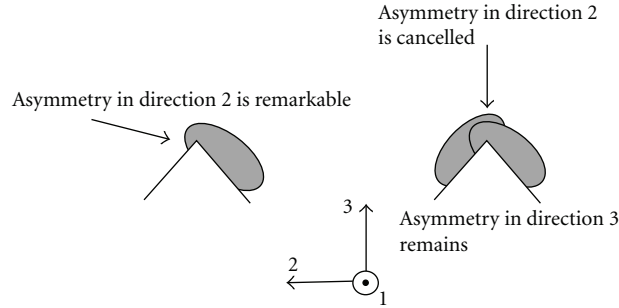 Asymmetry in direction 2
is cancelled
Asymmetry in direction 2 is remarkable
Asymmetry in direction 3
remains
3
2
1